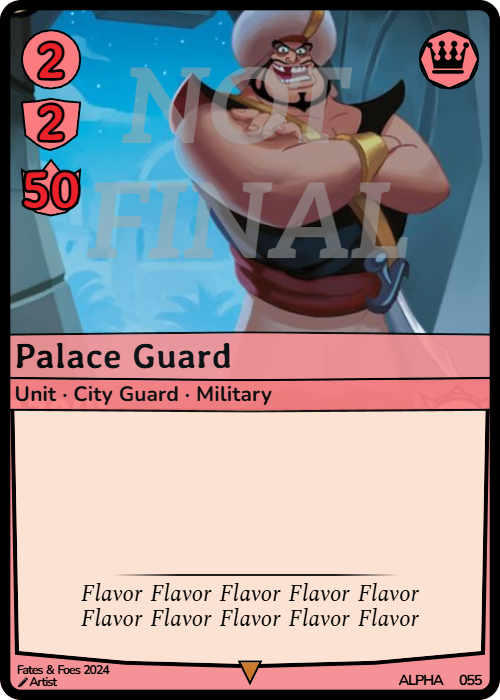 2
2
50
NOT
FINAL
Palace Guard
Unit · City Guard · Military
Flavor Flavor Flavor Flavor Flavor
Flavor Flavor Flavor Flavor Flavor
Fates & Foes 2024
Artist
ALPHA 055